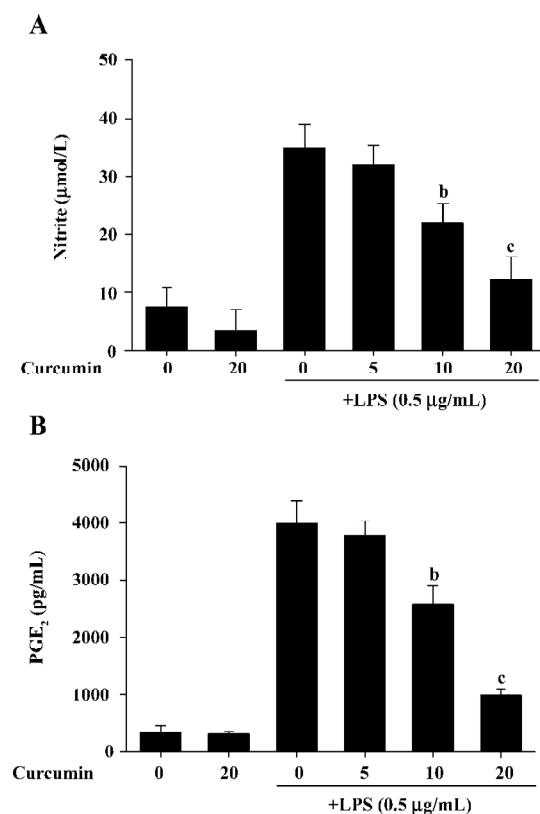 A
50
40
Nitrite (μmol/L)
30
b
20
c
10
0
Curcumin 0 20 0 5 10 20
+LPS (0.5 μg/mL)
B
5000
4000
PGE₂ (pg/mL)
3000
b
2000
c
1000
0
Curcumin 0 20 0 5 10 20
+LPS (0.5 μg/mL)